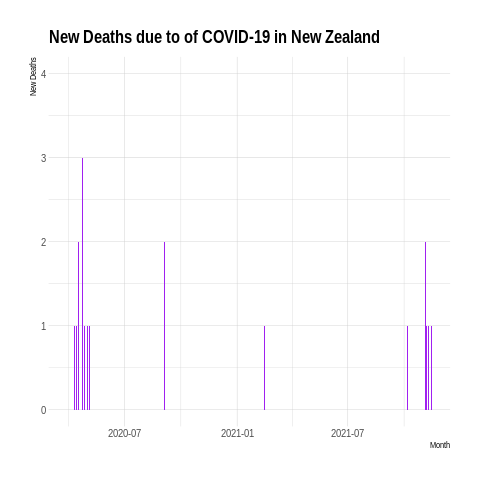 New Deaths due to of COVID-19 in New Zealand
New Deaths
4
3
2
1
0
2020-07
2021-01
2021-07
Month